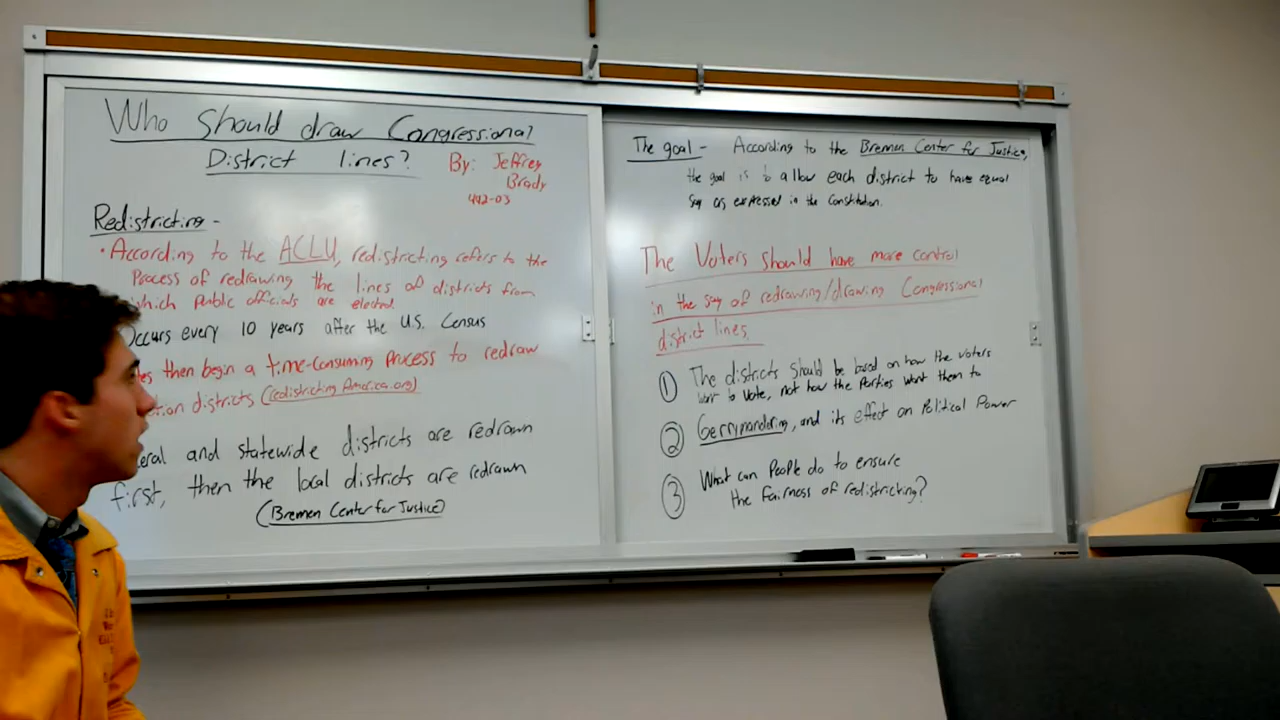 Who should draw Congressional
District lines?
By: Jeffrey
Brady
442-03
Redistricting -
• According to the ACLU, redistricting refers to the
Process of redrawing the lines of districts from
which Public officials are elected.
Occurs every 10 years after the U.S. Census
then begin a time-consuming Process to redraw
districts (redistricting America.org)
and statewide districts are redrawn
first, then the local districts are redrawn
(Bremen Center for Justice)
The goal - According to the Bremen Center for Justice,
the goal is to allow each district to have equal
say as expressed in the Constitution.
The Voters should have more control
in the say of redrawing/drawing Congressional
district lines.
① The districts should be based on how the voters
want to vote, not how the Parties want them to
② Gerrymandering, and its effect on Political Power
③ What can People do to ensure
the fairness of redistricting?